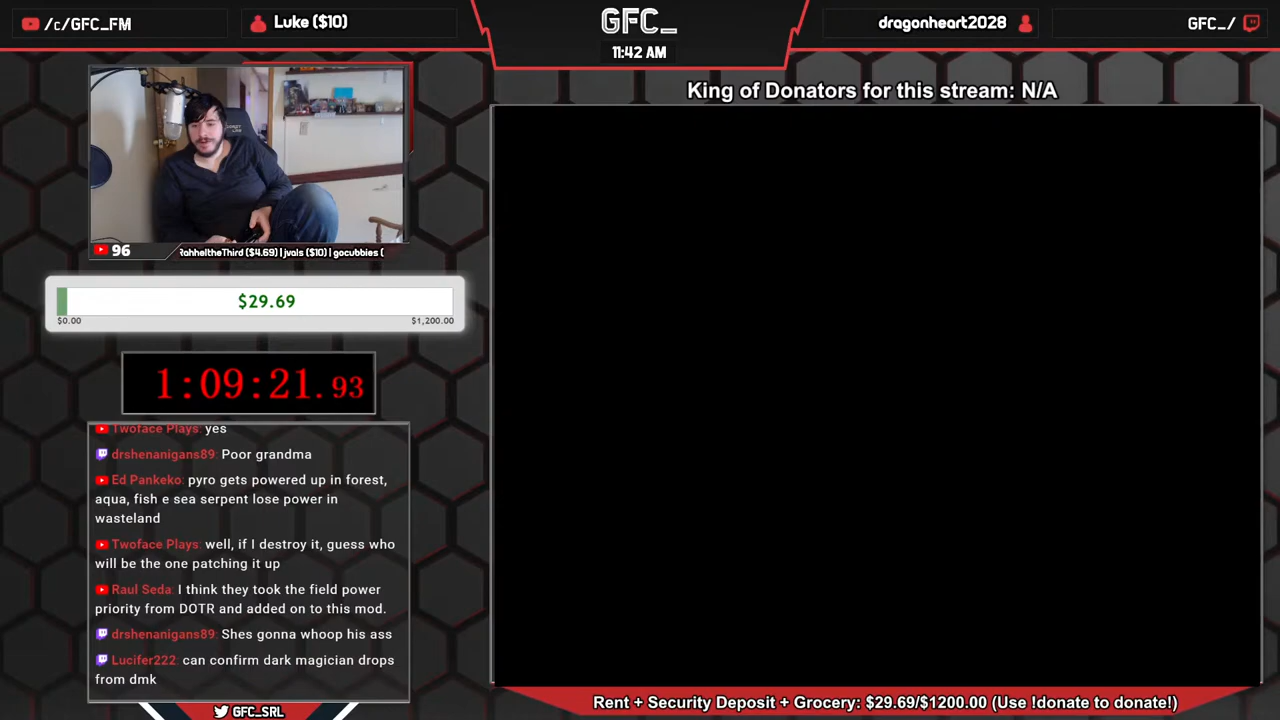 /c/GFC_FM
Luke ($10)
GFC_
11:42 AM
dragonheart2028
GFC_/
King of Donators for this stream: N/A
96
RahheltheThird ($4.69) | jvals ($10) | gocubbies (
$29.69
$0.00
$1,200.00
1:09:21.93
Twoface Plays: yes
drshenanigans89: Poor grandma
Ed Pankeko: pyro gets powered up in forest,
aqua, fish e sea serpent lose power in
wasteland
Twoface Plays: well, if I destroy it, guess who
will be the one patching it up
Raul Seda: I think they took the field power
priority from DOTR and added on to this mod.
drshenanigans89: Shes gonna whoop his ass
Lucifer222: can confirm dark magician drops
from dmk
GFC_SRL
Rent + Security Deposit + Grocery: $29.69/$1200.00 (Use !donate to donate!)